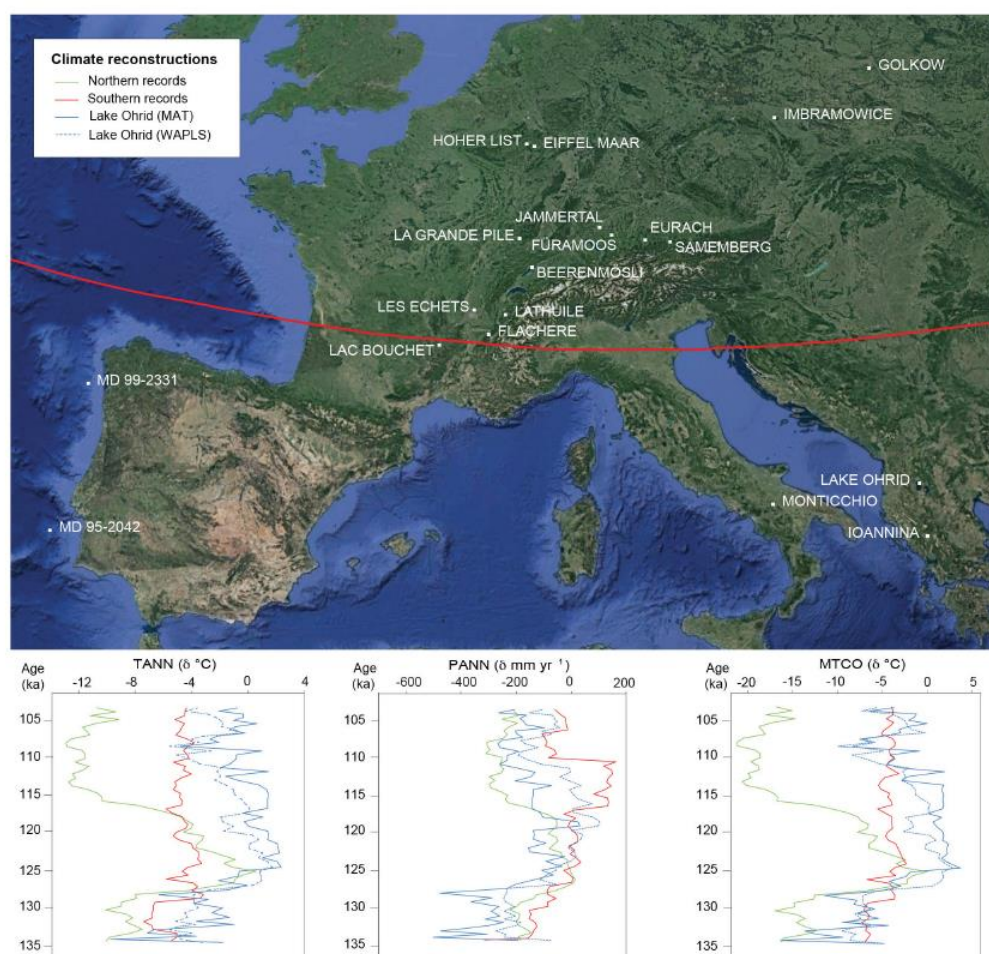 Climate reconstructions
Northern records
Southern records
Lake Ohrid (MAT)
Lake Ohrid (WAPLS)
GOLKOW
IMBRAMOWICE
HOHER LIST
EIFFEL MAAR
JAMMERTAL
EURACH
LA GRANDE PILE
FURAMOOS
SAMEMBERG
BEERENMOSLI
LES ECHETS
LATHUILE
FLACHERE
LAC BOUCHET
MD 99-2331
LAKE OHRID
MONTICCHIO
MD 95-2042
IOANNINA
Age (ka)
TANN (δ °C)
-12 -8 -4 0 4
105
110
115
120
125
130
135
Age (ka)
PANN (δ mm yr⁻¹)
-600 -400 -200 0 200
105
110
115
120
125
130
135
Age (ka)
MTCO (δ °C)
-20 -15 -10 -5 0 5
105
110
115
120
125
130
135